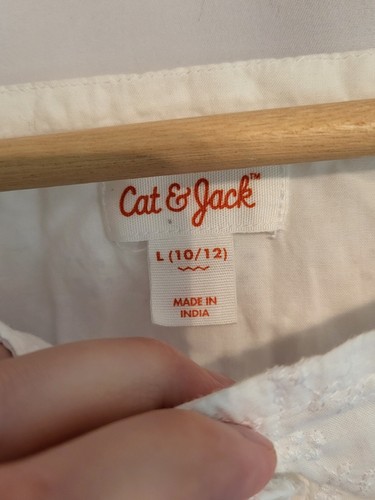 Cat & Jack™
L (10/12)
MADE IN
INDIA